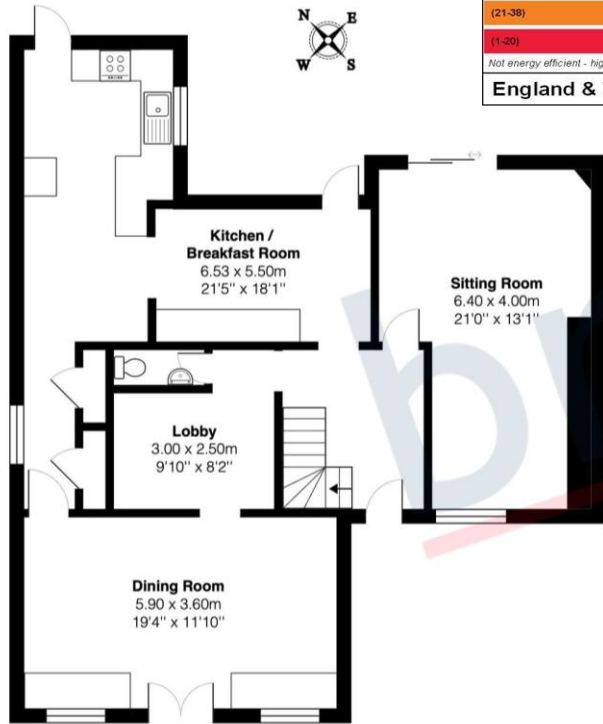 (21-38)
(1-20)
Not energy efficient - hig
England &
N
E
W
S
Kitchen /
Breakfast Room
6.53 x 5.50m
21'5'' x 18'1''
Sitting Room
6.40 x 4.00m
21'0'' x 13'1''
Lobby
3.00 x 2.50m
9'10'' x 8'2''
Dining Room
5.90 x 3.60m
19'4'' x 11'10''